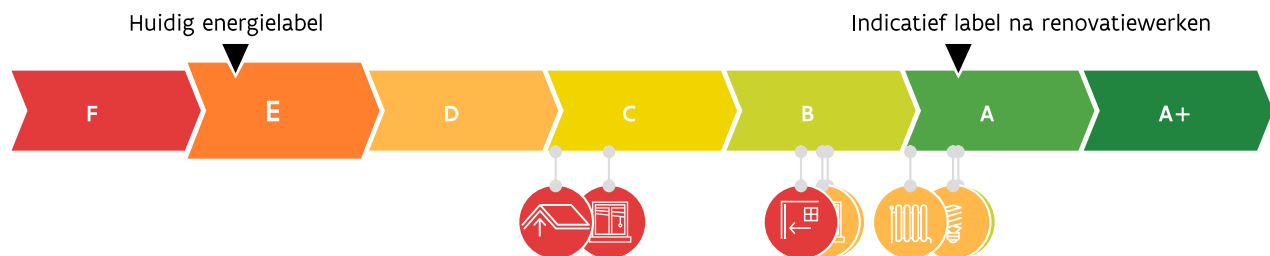 Huidig energielabel
Indicatief label na renovatiewerken
F
E
D
C
B
A
A+